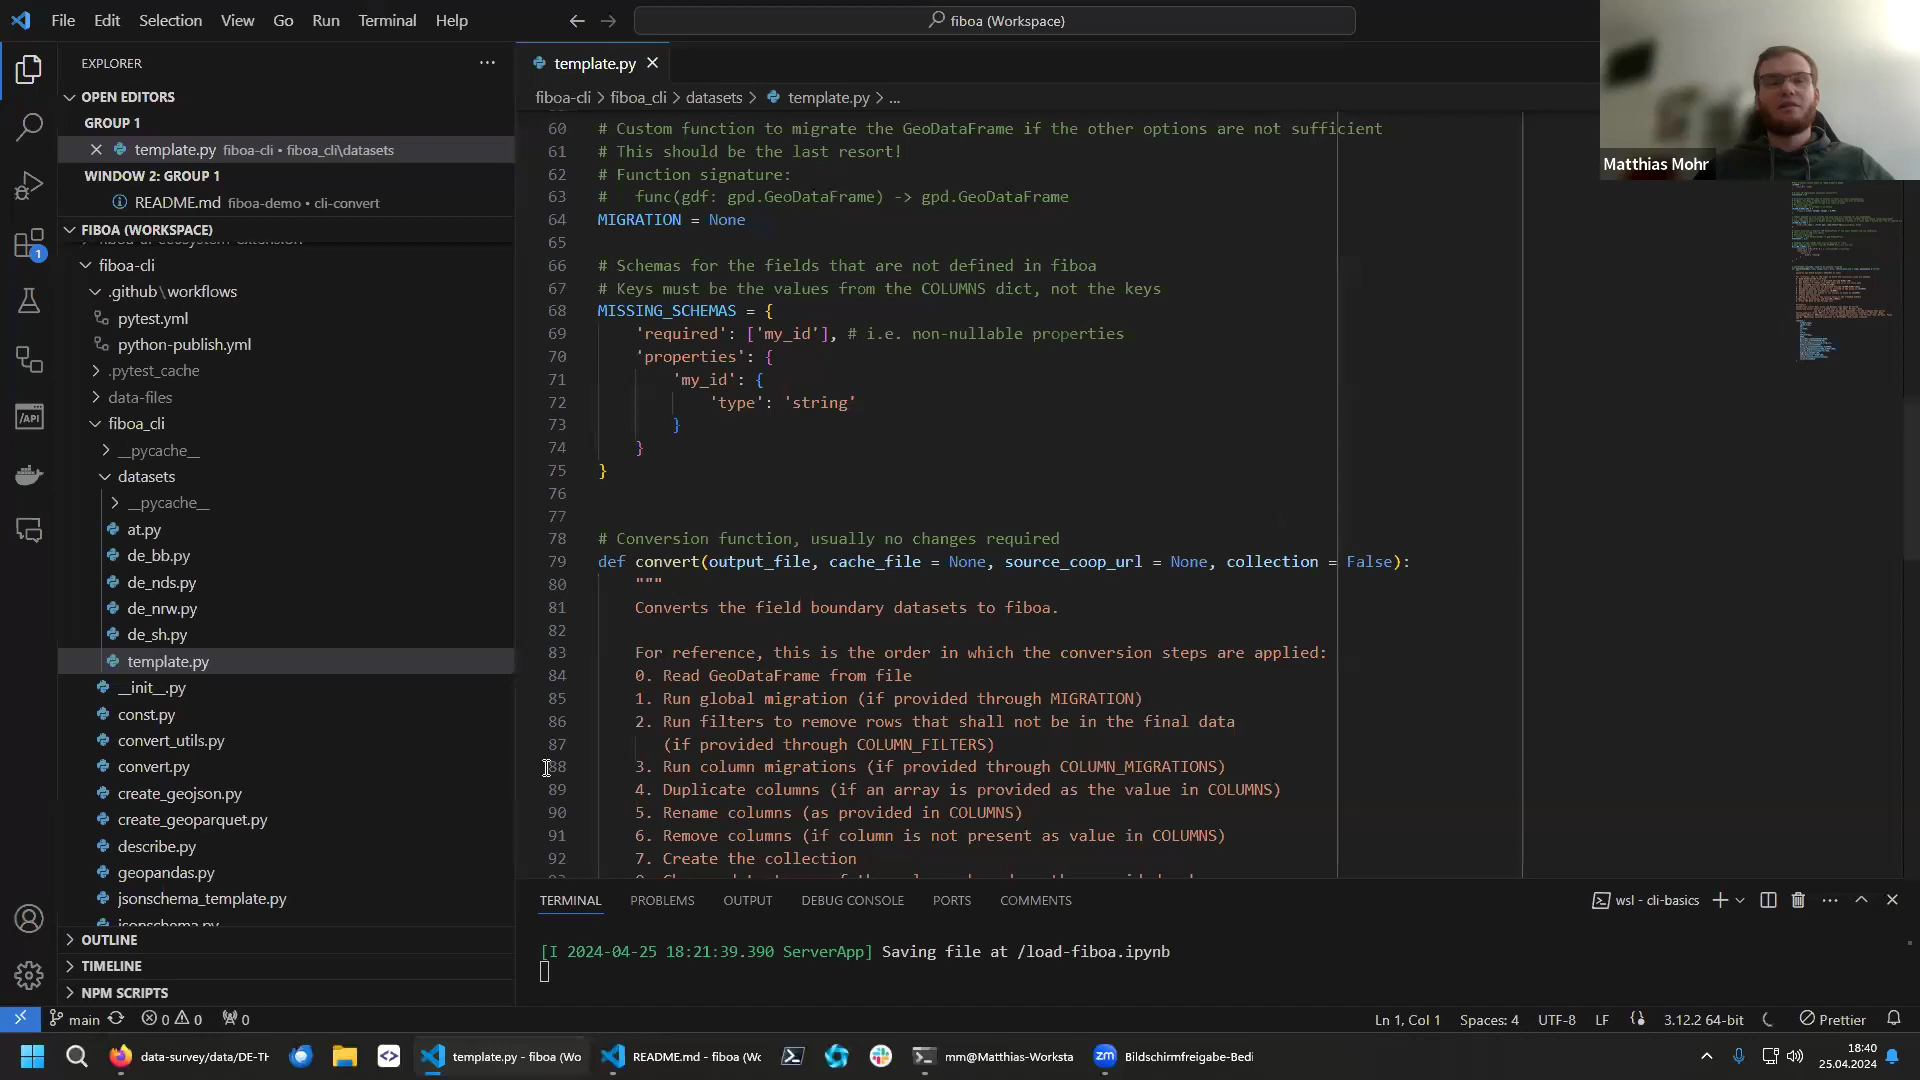 File Edit Selection View Go Run Terminal Help
fiboa (Workspace)
EXPLORER
OPEN EDITORS
GROUP 1
template.py fiboa-cli • fiboa_cli\datasets
WINDOW 2: GROUP 1
README.md fiboa-demo • cli-convert
FIBOA (WORKSPACE)
fiboa-cli
.github\workflows
pytest.yml
python-publish.yml
.pytest_cache
data-files
fiboa_cli
__pycache__
datasets
__pycache__
at.py
de_bb.py
de_nds.py
de_nrw.py
de_sh.py
template.py
__init__.py
const.py
convert_utils.py
convert.py
create_geojson.py
create_geoparquet.py
describe.py
geopandas.py
jsonschema_template.py
jsonschema.py
OUTLINE
TIMELINE
NPM SCRIPTS
template.py
fiboa-cli > fiboa_cli > datasets > template.py > ...
60 # Custom function to migrate the GeoDataFrame if the other options are not sufficient
61 # This should be the last resort!
62 # Function signature:
63 #   func(gdf: gpd.GeoDataFrame) -> gpd.GeoDataFrame
64 MIGRATION = None
65
66 # Schemas for the fields that are not defined in fiboa
67 # Keys must be the values from the COLUMNS dict, not the keys
68 MISSING_SCHEMAS = {
69     'required': ['my_id'], # i.e. non-nullable properties
70     'properties': {
71         'my_id': {
72             'type': 'string'
73         }
74     }
75 }
76
77
78 # Conversion function, usually no changes required
79 def convert(output_file, cache_file = None, source_coop_url = None, collection = False):
80     """
81     Converts the field boundary datasets to fiboa.
82
83     For reference, this is the order in which the conversion steps are applied:
84     0. Read GeoDataFrame from file
85     1. Run global migration (if provided through MIGRATION)
86     2. Run filters to remove rows that shall not be in the final data
87        (if provided through COLUMN_FILTERS)
88     3. Run column migrations (if provided through COLUMN_MIGRATIONS)
89     4. Duplicate columns (if an array is provided as the value in COLUMNS)
90     5. Rename columns (as provided in COLUMNS)
91     6. Remove columns (if column is not present as value in COLUMNS)
92     7. Create the collection
Matthias Mohr
TERMINAL PROBLEMS OUTPUT DEBUG CONSOLE PORTS COMMENTS
wsl - cli-basics
[I 2024-04-25 18:21:39.390 ServerApp] Saving file at /load-fiboa.ipynb
main 0 0 0
Ln 1, Col 1 Spaces: 4 UTF-8 LF 3.12.2 64-bit Prettier
data-survey/data/DE-TH
template.py - fiboa (Wo
README.md - fiboa (Wo
mm@Matthias-Worksta
Bildschirmfreigabe-Bedi
18:40
25.04.2024